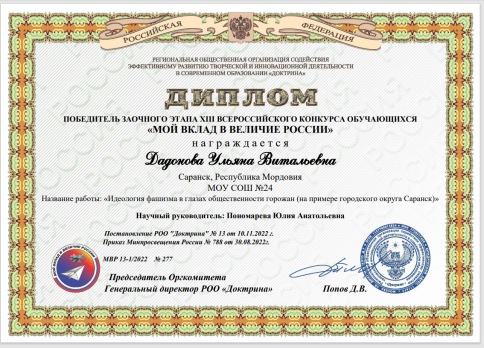 РОССИЙСКАЯ ФЕДЕРАЦИЯ
РЕГИОНАЛЬНАЯ ОБЩЕСТВЕННАЯ ОРГАНИЗАЦИЯ СОДЕЙСТВИЯ
ЭФФЕКТИВНОМУ РАЗВИТИЮ ТВОРЧЕСКОЙ И ИННОВАЦИОННОЙ ДЕЯТЕЛЬНОСТИ
В СОВРЕМЕННОМ ОБРАЗОВАНИИ «ДОКТРИНА»
ДИПЛОМ
ПОБЕДИТЕЛЬ ЗАОЧНОГО ЭТАПА XIII ВСЕРОССИЙСКОГО КОНКУРСА ОБУЧАЮЩИХСЯ
«МОЙ ВКЛАД В ВЕЛИЧИЕ РОССИИ»
награждается
Дадонова Ульяна Витальевна
Саранск, Республика Мордовия
МОУ СОШ №24
Название работы: «Идеология фашизма в глазах общественности горожан (на примере городского округа Саранск)»
Научный руководитель: Пономарева Юлия Анатольевна
Постановление РОО "Доктрина" № 13 от 10.11.2022 г.
Приказ Минпросвещения России № 788 от 30.08.2022г.
МВР 13-1/2022 № 277
Председатель Оргкомитета
Генеральный директор РОО «Доктрина» Попов Д.В.